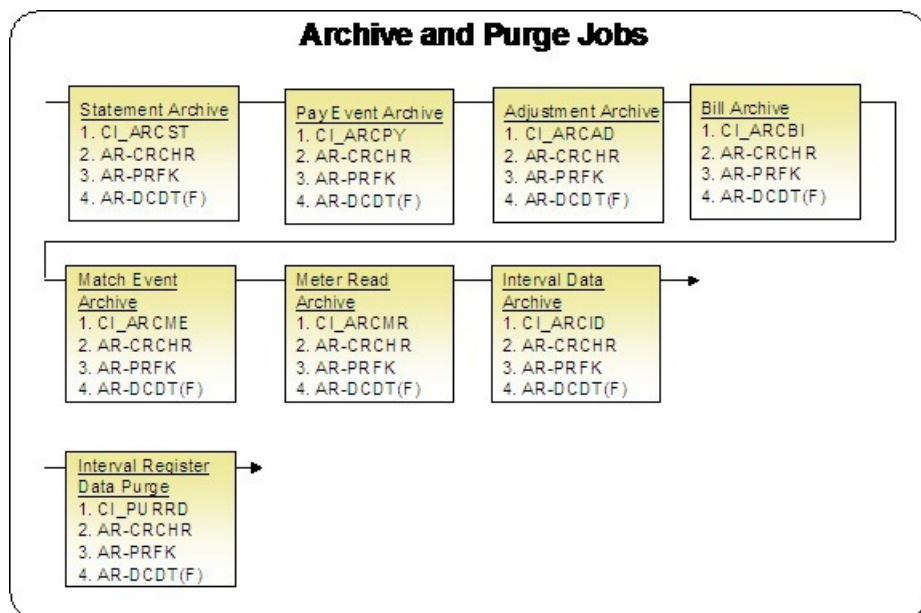 Archive and Purge Jobs
Statement Archive
1. CI_ARCST
2. AR-CRCHR
3. AR-PRFK
4. AR-DCDT(F)
Pay Event Archive
1. CI_ARCPY
2. AR-CRCHR
3. AR-PRFK
4. AR-DCDT(F)
Adjustment Archive
1. CI_ARCAD
2. AR-CRCHR
3. AR-PRFK
4. AR-DCDT(F)
Bill Archive
1. CI_ARCBI
2. AR-CRCHR
3. AR-PRFK
4. AR-DCDT(F)
Match Event
Archive
1. CI_ARCME
2. AR-CRCHR
3. AR-PRFK
4. AR-DCDT(F)
Meter Read
Archive
1. CI_ARCMR
2. AR-CRCHR
3. AR-PRFK
4. AR-DCDT(F)
Interval Data
Archive
1. CI_ARCID
2. AR-CRCHR
3. AR-PRFK
4. AR-DCDT(F)
Interval Register
Data Purge
1. CI_PURRD
2. AR-CRCHR
3. AR-PRFK
4. AR-DCDT(F)